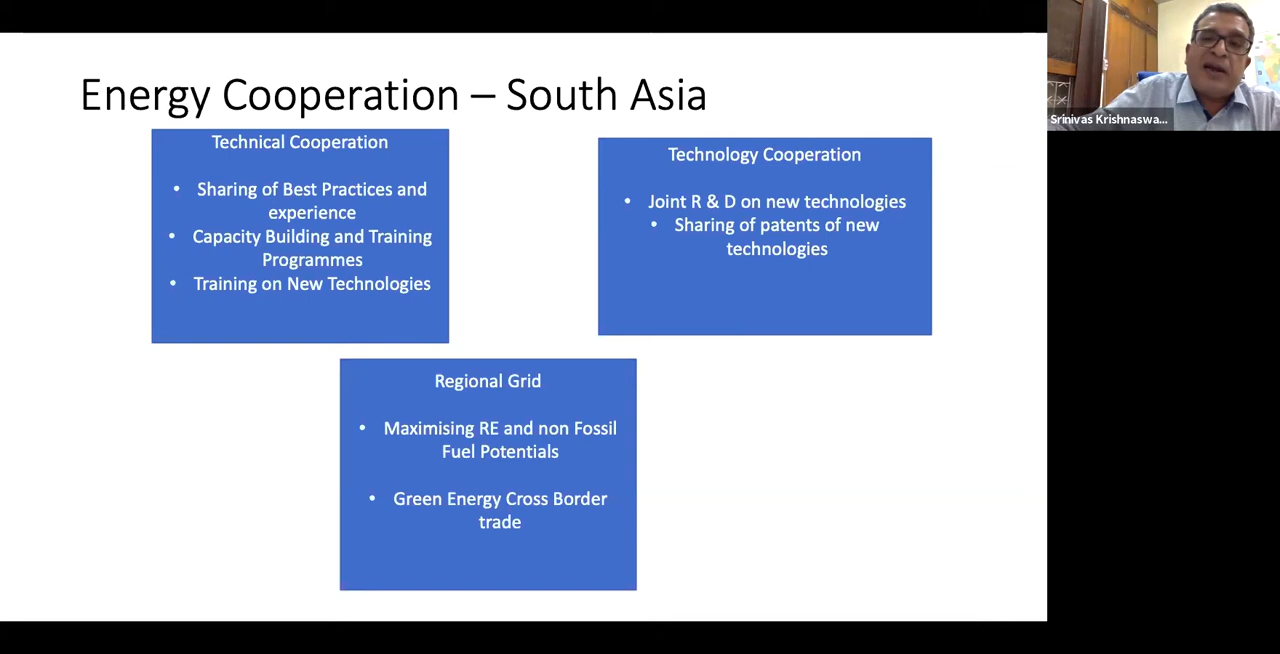 Energy Cooperation – South Asia
Technical Cooperation
• Sharing of Best Practices and
experience
• Capacity Building and Training
Programmes
• Training on New Technologies
Technology Cooperation
• Joint R & D on new technologies
• Sharing of patents of new
technologies
Regional Grid
• Maximising RE and non Fossil
Fuel Potentials
• Green Energy Cross Border
trade
Srinivas Krishnaswa...